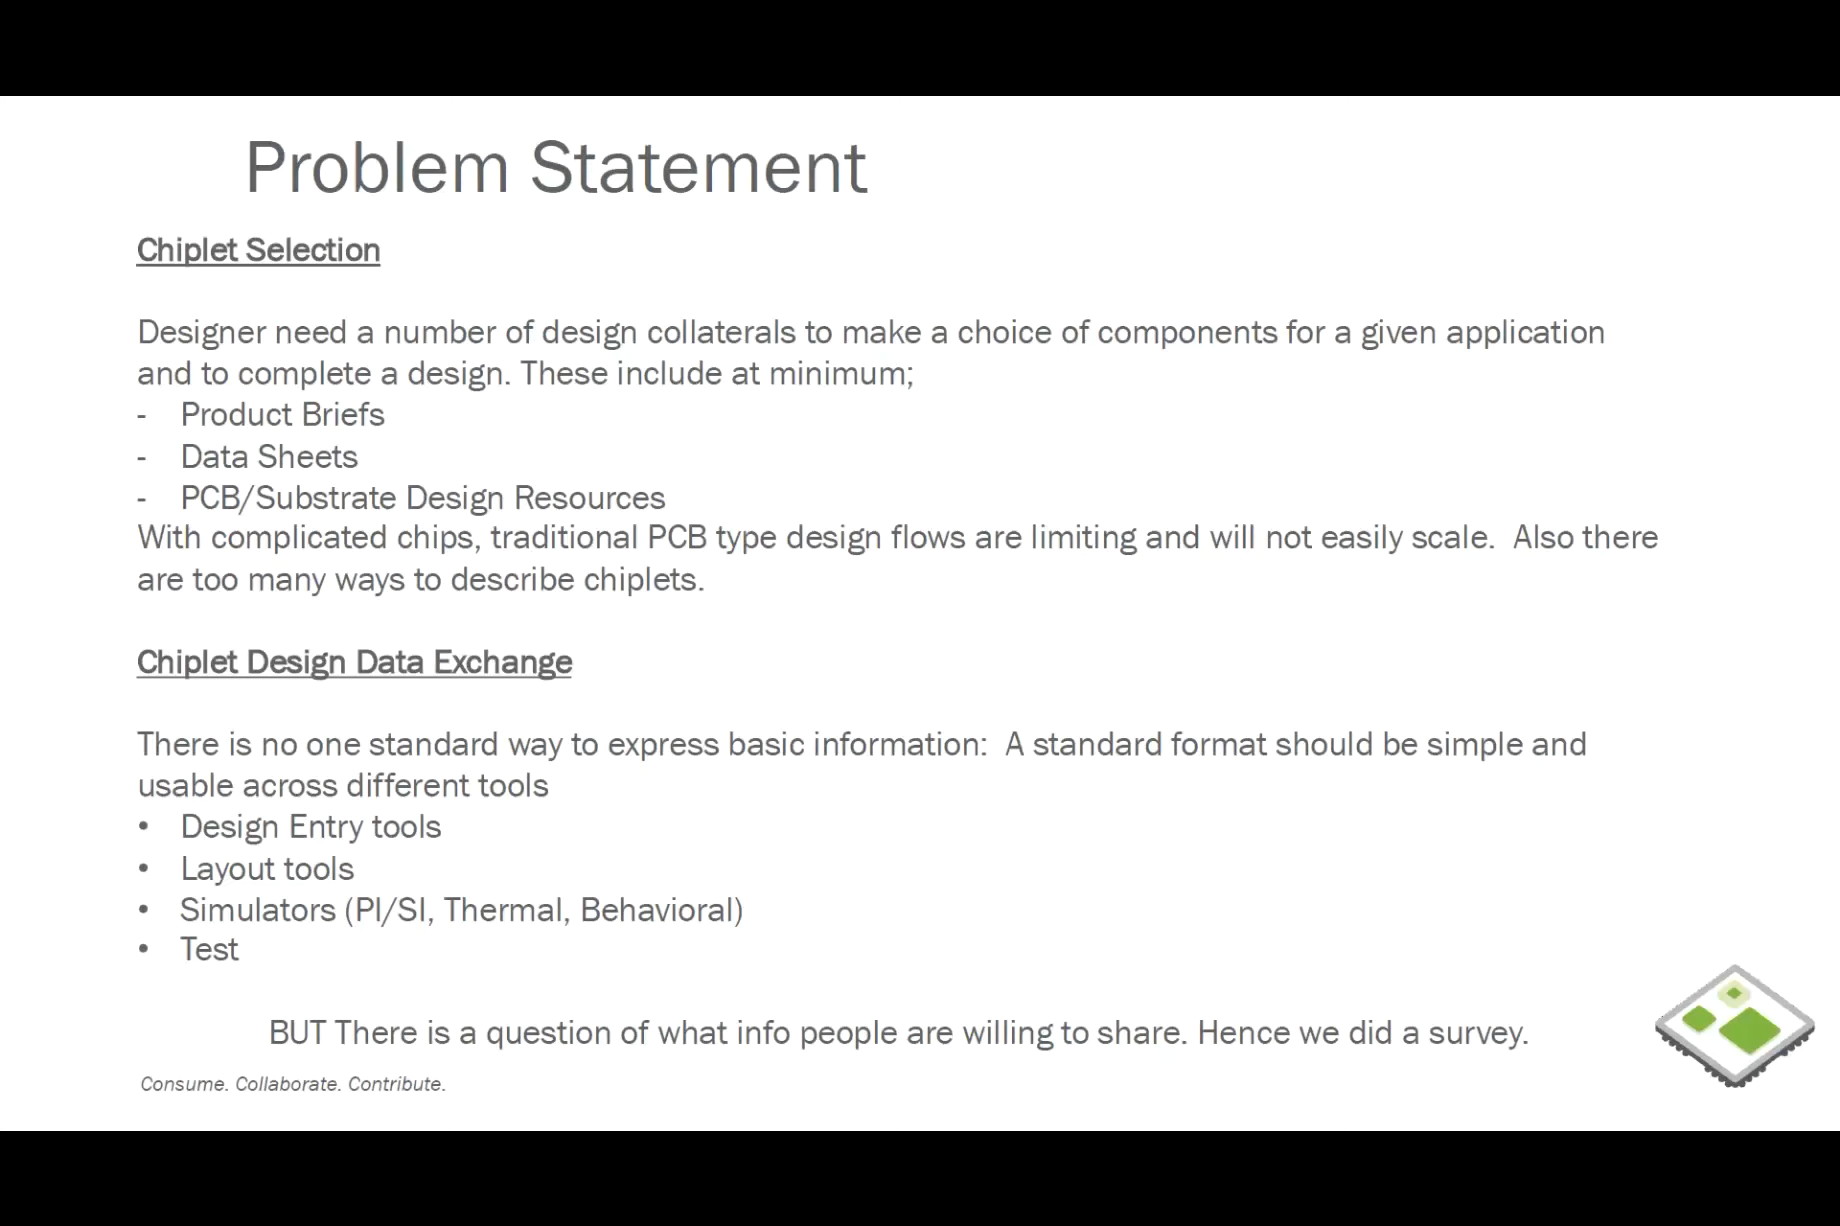 Problem Statement
Chiplet Selection
Designer need a number of design collaterals to make a choice of components for a given application
and to complete a design. These include at minimum;
- Product Briefs
- Data Sheets
- PCB/Substrate Design Resources
With complicated chips, traditional PCB type design flows are limiting and will not easily scale.  Also there
are too many ways to describe chiplets.
Chiplet Design Data Exchange
There is no one standard way to express basic information:  A standard format should be simple and
usable across different tools
• Design Entry tools
• Layout tools
• Simulators (PI/SI, Thermal, Behavioral)
• Test
BUT There is a question of what info people are willing to share. Hence we did a survey.
Consume. Collaborate. Contribute.